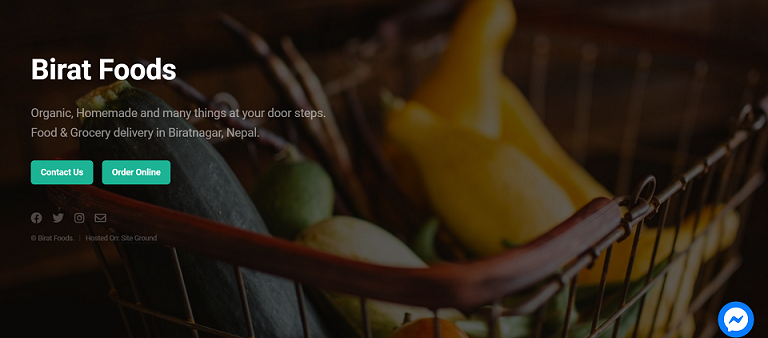 Birat Foods
Organic, Homemade and many things at your door steps.
Food & Grocery delivery in Biratnagar, Nepal.
Contact Us
Order Online
© Birat Foods. | Hosted On: Site Ground